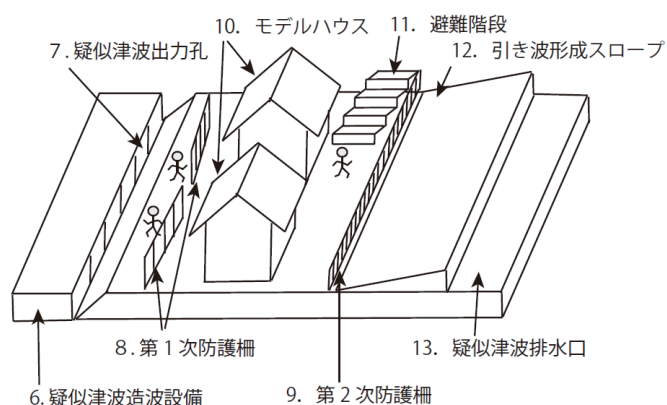 10. モデルハウス
11. 避難階段
7.疑似津波出力孔
12. 引き波形成スロープ
8.第1次防護柵
13. 疑似津波排水口
6.疑似津波造波設備
9. 第2次防護柵